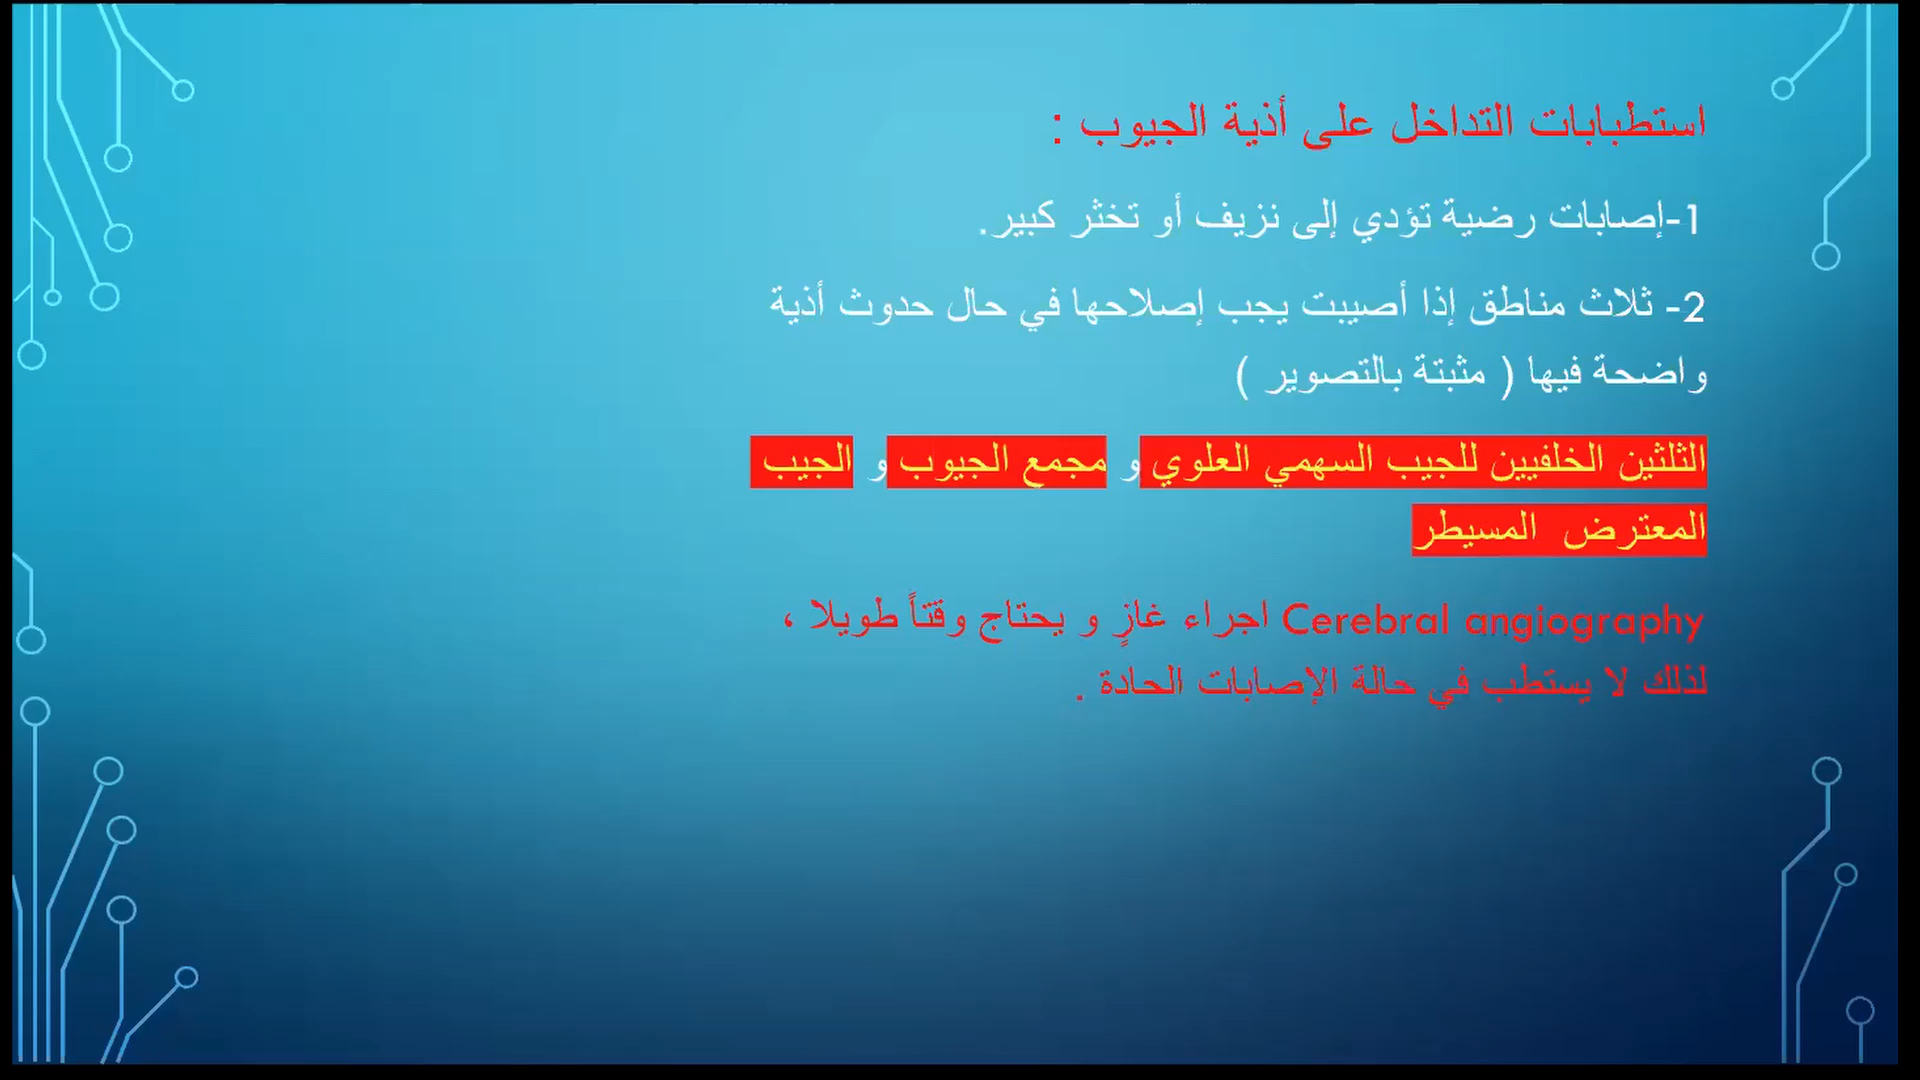 استطبابات التداخل على أذية الجيوب :
1-إصابات رضية تؤدي إلى نزيف أو تخثر كبير.
2- ثلاث مناطق إذا أصيبت يجب إصلاحها في حال حدوث أذية
واضحة فيها ( مثبتة بالتصوير )
الثلثين الخلفيين للجيب السهمي العلوي و مجمع الجيوب و الجيب
المعترض المسيطر
Cerebral angiography اجراء غازٍ و يحتاج وقتاً طويلا ،
لذلك لا يستطب في حالة الإصابات الحادة .